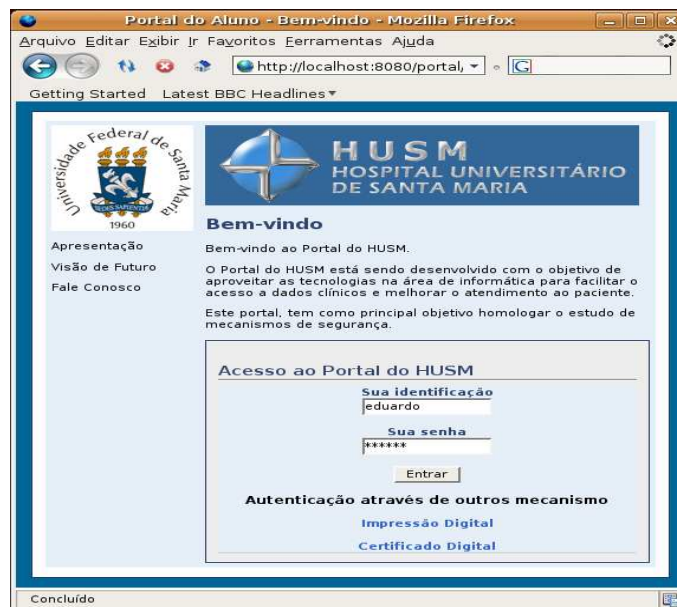 Portal do Aluno - Bem-vindo - Mozilla Firefox
Arquivo Editar Exibir Ir Favoritos Ferramentas Ajuda
http://localhost:8080/portal,
G
Getting Started Latest BBC Headlines
Universidade Federal de Santa Maria
SEDES SAPIENTIAE
1960
HUSM
HOSPITAL UNIVERSITÁRIO
DE SANTA MARIA
Apresentação
Visão de Futuro
Fale Conosco
Bem-vindo
Bem-vindo ao Portal do HUSM.
O Portal do HUSM está sendo desenvolvido com o objetivo de
aproveitar as tecnologias na área de informática para facilitar o
acesso a dados clínicos e melhorar o atendimento ao paciente.
Este portal, tem como principal objetivo homologar o estudo de
mecanismos de segurança.
Acesso ao Portal do HUSM
Sua identificação
eduardo
Sua senha
******
Entrar
Autenticação através de outros mecanismo
Impressão Digital
Certificado Digital
Concluído